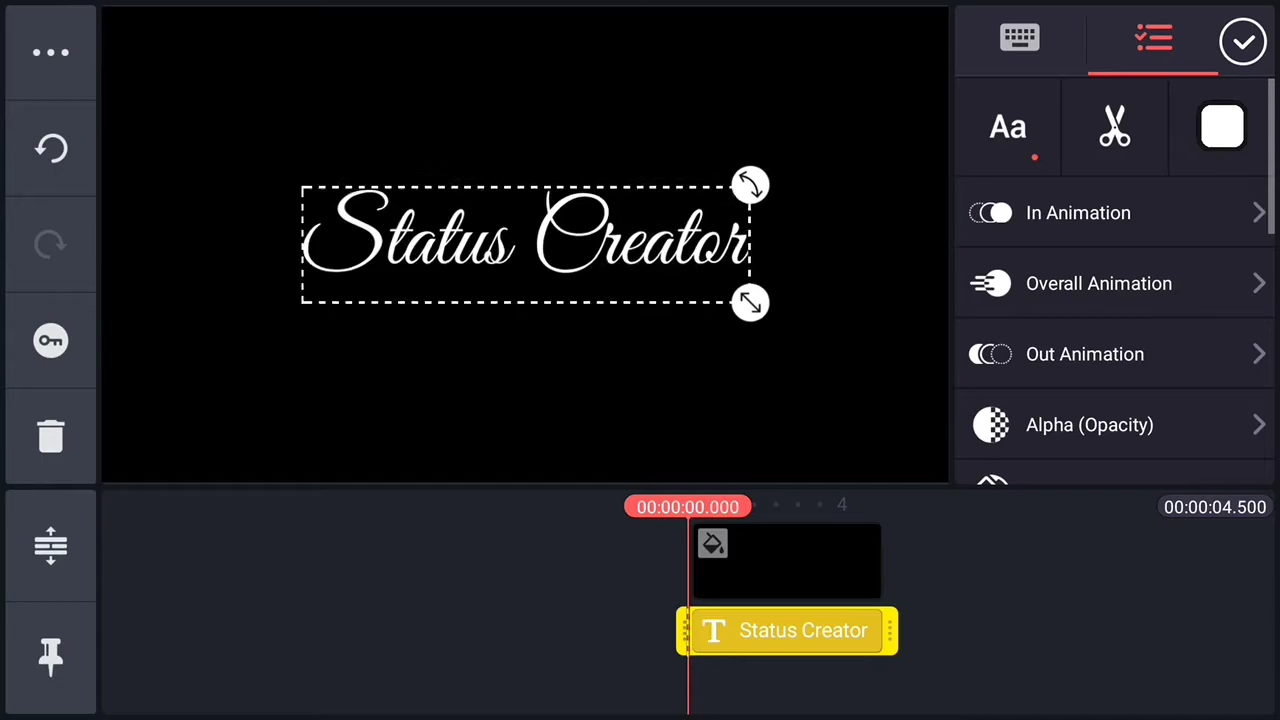 Status Creator
Aa
In Animation
Overall Animation
Out Animation
Alpha (Opacity)
00:00:00.000
4
00:00:04.500
T Status Creator